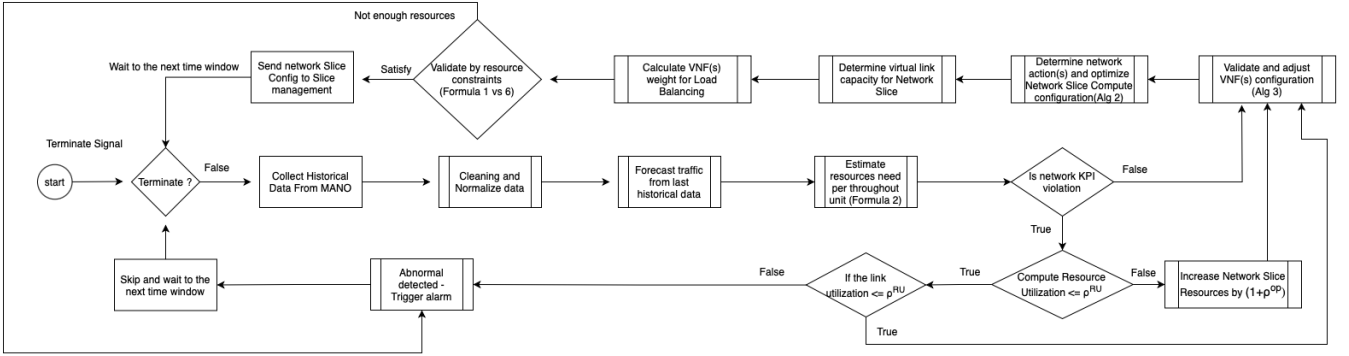 Not enough resources
Wait to the next time window
Send network Slice
Config to Slice
management
Satisfy
Validate by resource
constraints
(Formula 1 vs 6)
Calculate VNF(s)
weight for Load
Balancing
Determine virtual link
capacity for Network
Slice
Determine network
action(s) and optimize
Network Slice Compute
configuration(Alg 2)
Validate and adjust
VNF(s) configuration
(Alg 3)
Terminate Signal
start
Terminate ?
False
Collect Historical
Data From MANO
Cleaning and
Normalize data
Forecast traffic
from last
historical data
Estimate
resources need
per throughout
unit (Formula 2)
Is network KPI
violation
False
True
Skip and wait to the
next time window
Abnormal
detected -
Trigger alarm
False
If the link
utilization <= ρ^RU
True
True
Compute Resource
Utilization <= ρ^RU
False
Increase Network Slice
Resources by (1+ρ^op)